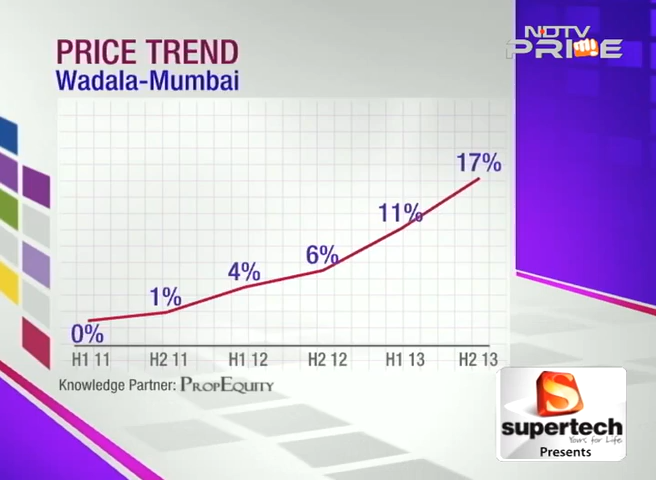 PRICE TREND
Wadala-Mumbai
NDTV
PRIME
17%
11%
6%
4%
1%
0%
H1 11 H2 11 H1 12 H2 12 H1 13 H2 13
Knowledge Partner: PROPEQUITY
S
supertech
Yours for Life
Presents